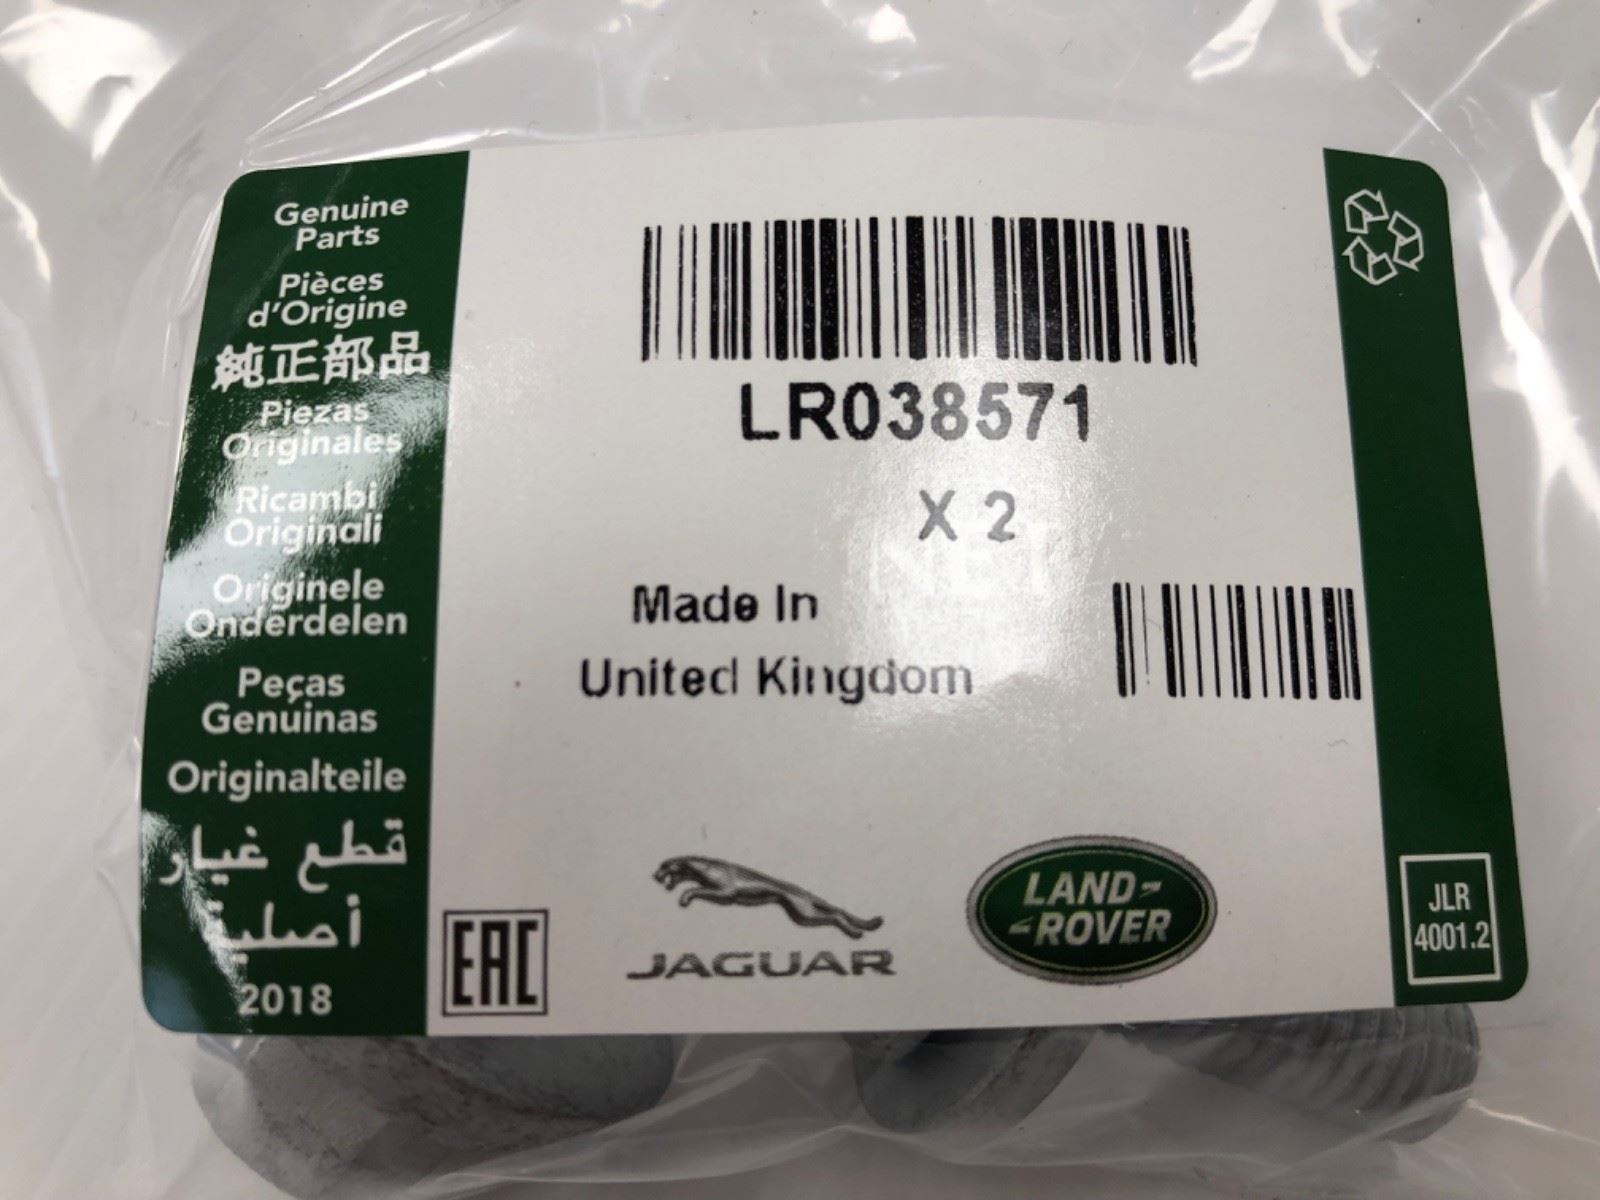 Genuine
Parts
Pièces
d'Origine
純正部品
Piezas
Originales
Ricambi
Originali
Originele
Onderdelen
Peças
Genuinas
Originalteile
قطع غيار
أصلية
2018
LR038571
X 2
Made In
United Kingdom
EAC
JAGUAR
LAND-
-ROVER
JLR
4001.2